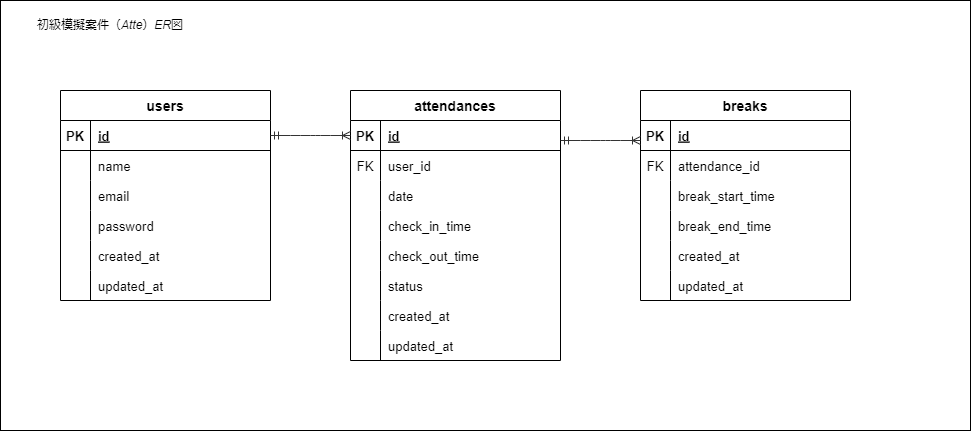 初級模擬案件（Atte）ER図
users
PK id
name
email
password
created_at
updated_at
attendances
PK id
FK user_id
date
check_in_time
check_out_time
status
created_at
updated_at
breaks
PK id
FK attendance_id
break_start_time
break_end_time
created_at
updated_at